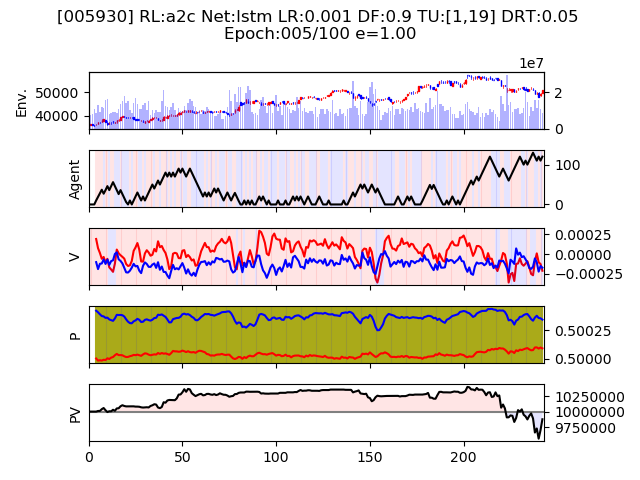 [005930] RL:a2c Net:lstm LR:0.001 DF:0.9 TU:[1,19] DRT:0.05
Epoch:005/100 e=1.00
1e7
Env.
50000
40000
2
0
Agent
100
0
V
0.00025
0.00000
−0.00025
P
0.50025
0.50000
PV
10250000
10000000
9750000
0
50
100
150
200